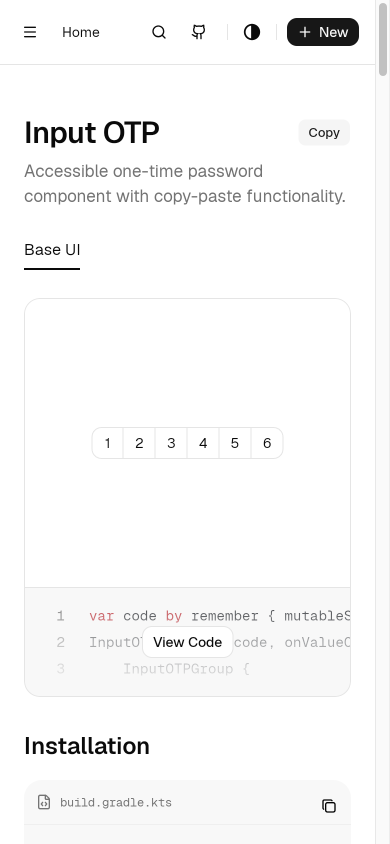 Home
New
Input OTP
Copy
Accessible one-time password
component with copy-paste functionality.
Base UI
1 2 3 4 5 6
1 var code by remember { mutableS
2 InputOT View Code code, onValueC
3 InputOTPGroup {
Installation
build.gradle.kts